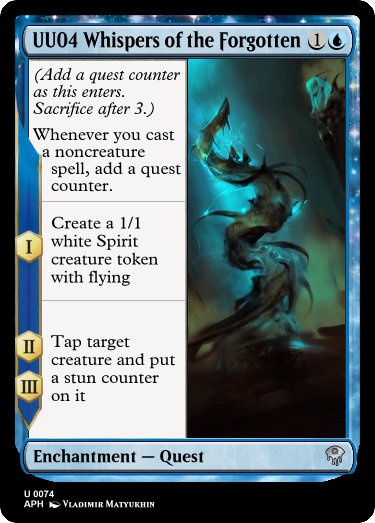 UU04 Whispers of the Forgotten 1
(Add a quest counter
as this enters.
Sacrifice after 3.)
Whenever you cast
a noncreature
spell, add a quest
counter.
I
Create a 1/1
white Spirit
creature token
with flying
II
III
Tap target
creature and put
a stun counter
on it
Enchantment — Quest
U 0074
APH Vladimir Matyukhin